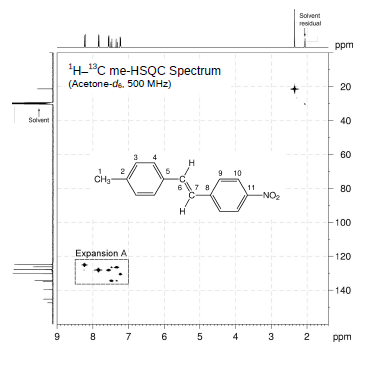 Solvent
residual
ppm
¹H–¹³C me-HSQC Spectrum
(Acetone-d₆, 500 MHz)
20
Solvent
40
60
80
100
120
140
3 4
H
1 2 5 9 10
CH₃ 6 7 8 11 NO₂
C
C
H
Expansion A
9 8 7 6 5 4 3 2 ppm